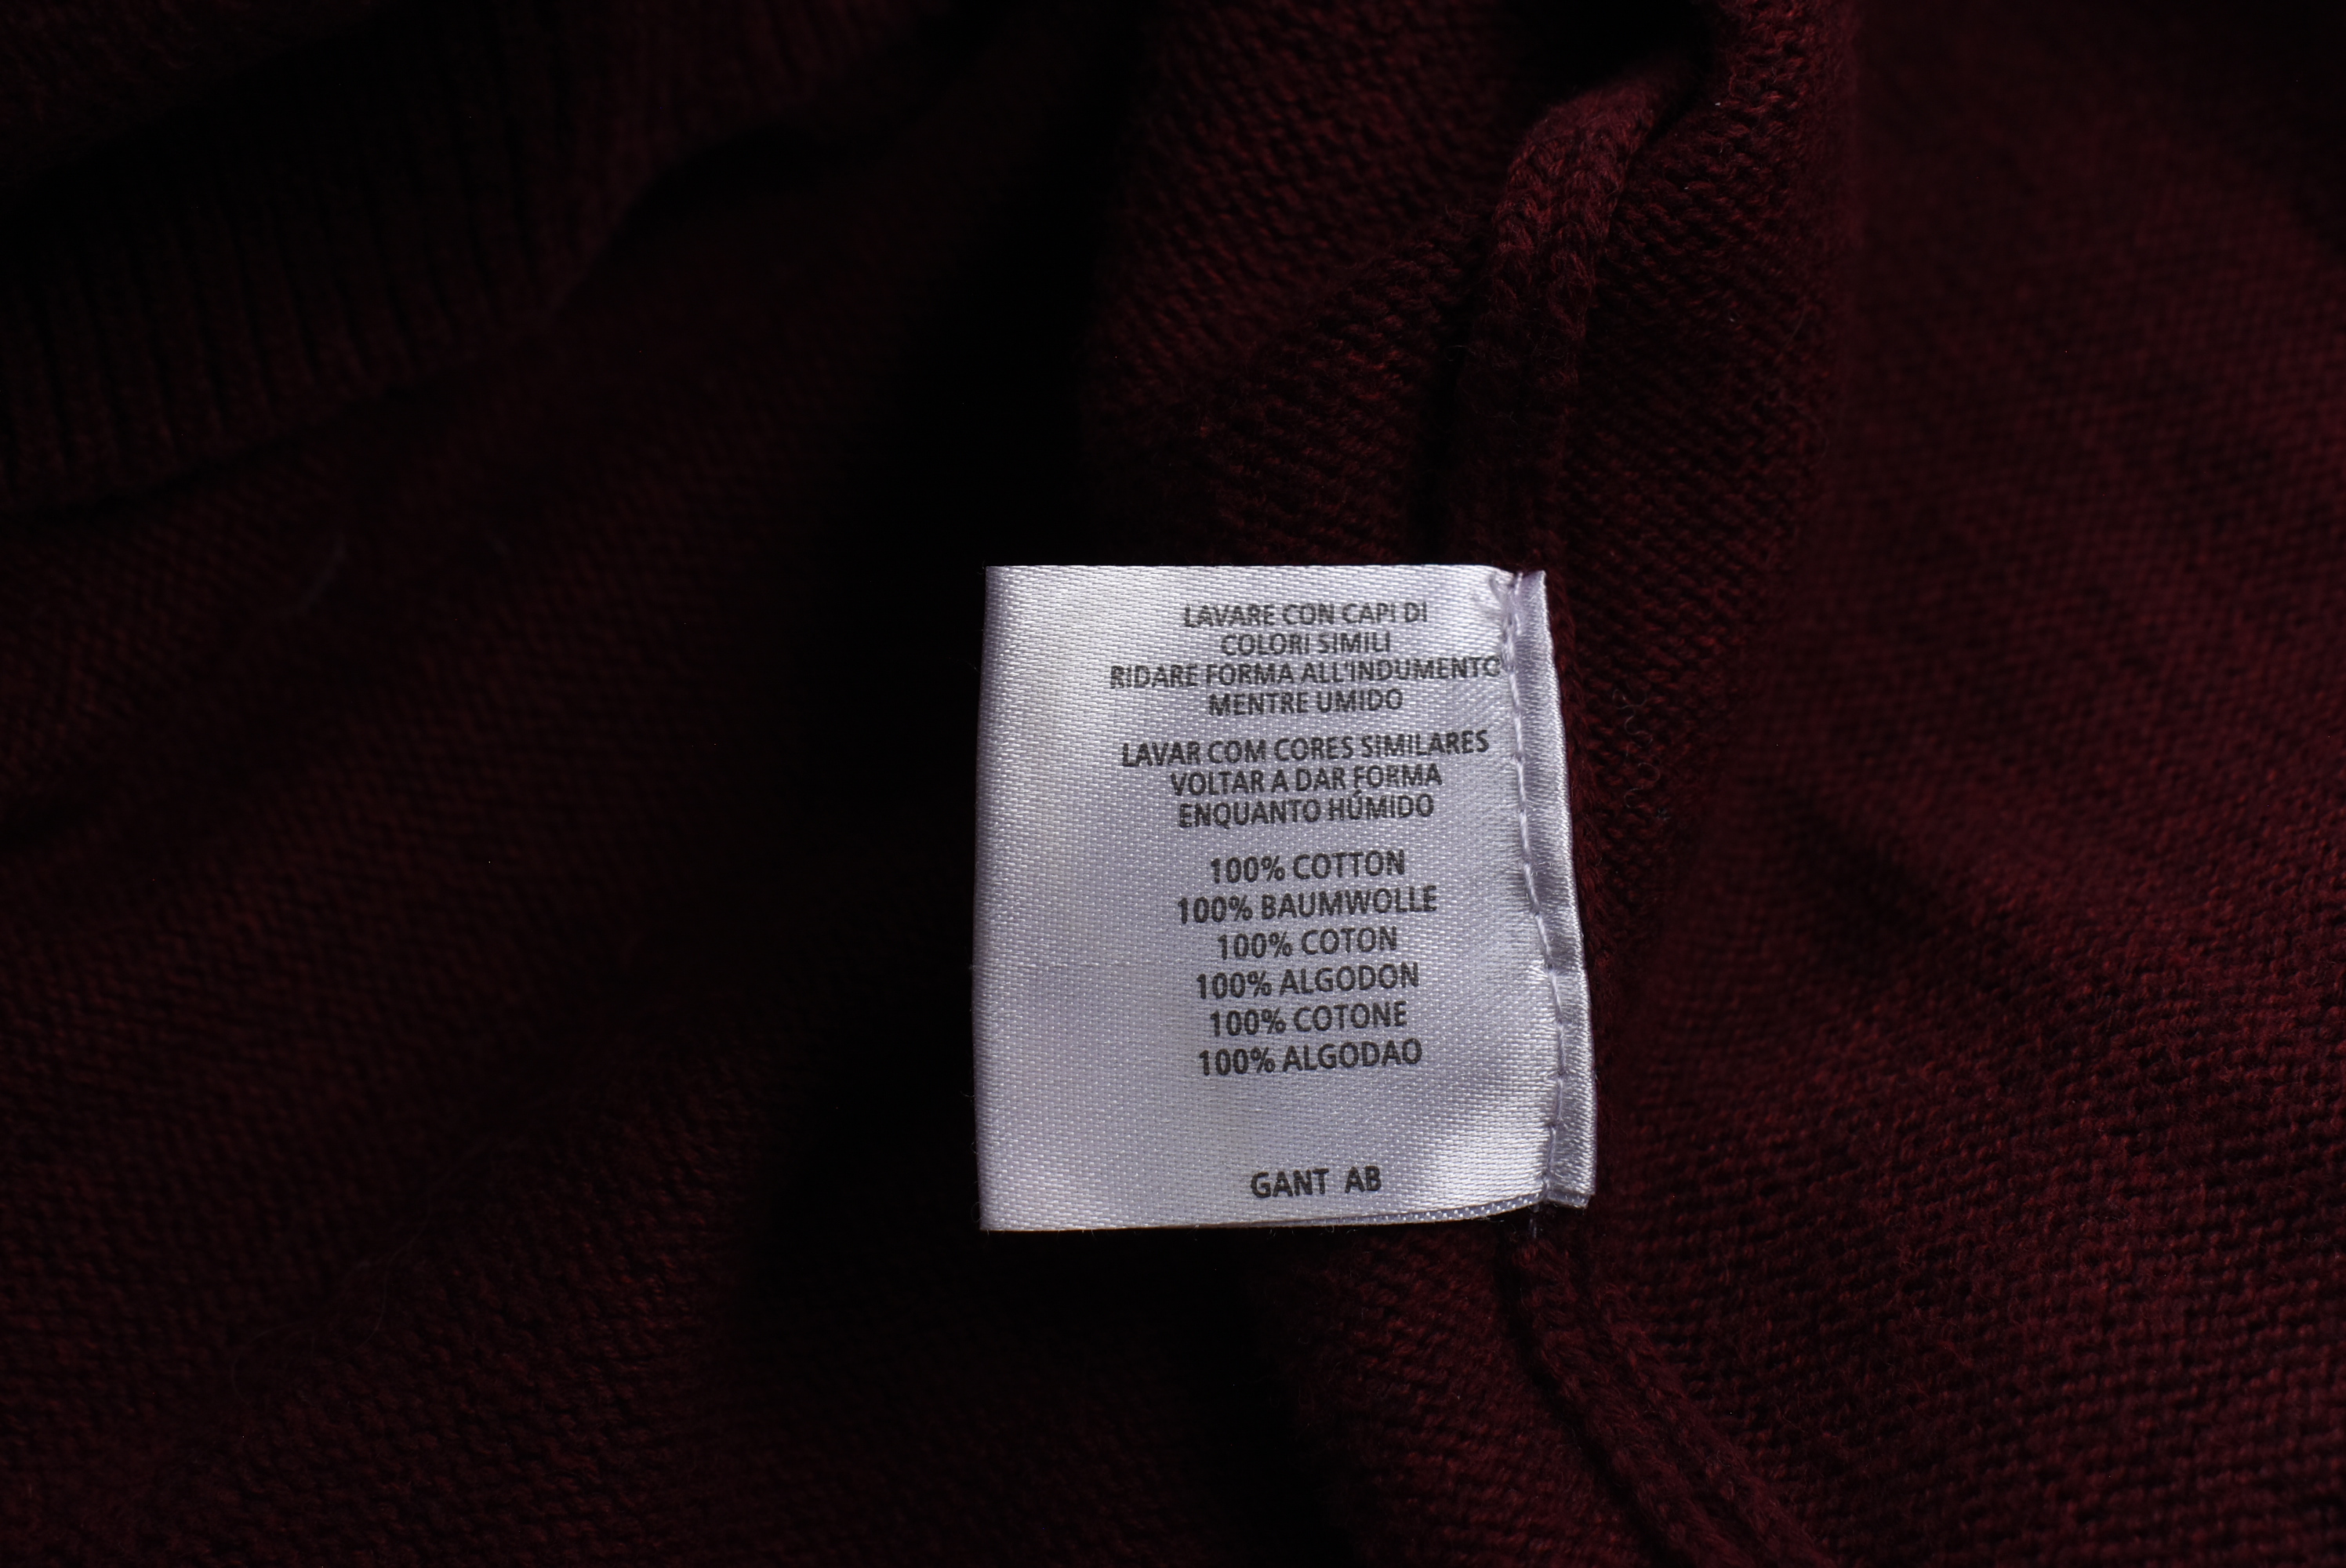 LAVARE CON CAPI DI
COLORI SIMILI
RIDARE FORMA ALL'INDUMENTO
MENTRE UMIDO
LAVAR COM CORES SIMILARES
VOLTAR A DAR FORMA
ENQUANTO HÚMIDO
100% COTTON
100% BAUMWOLLE
100% COTON
100% ALGODON
100% COTONE
100% ALGODAO
GANT AB